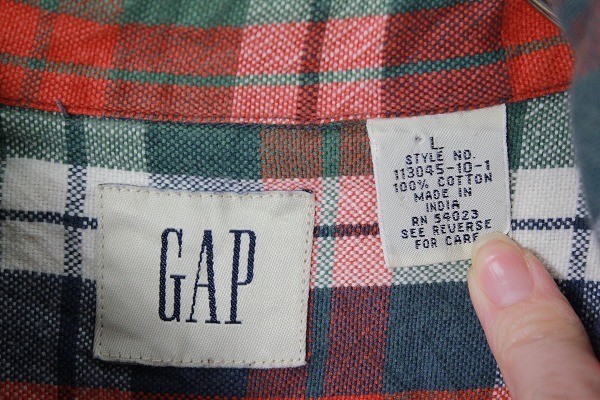 GAP
L
STYLE NO.
113045-10-1
100% COTTON
MADE IN
INDIA
RN 54023
SEE REVERSE
FOR CARE